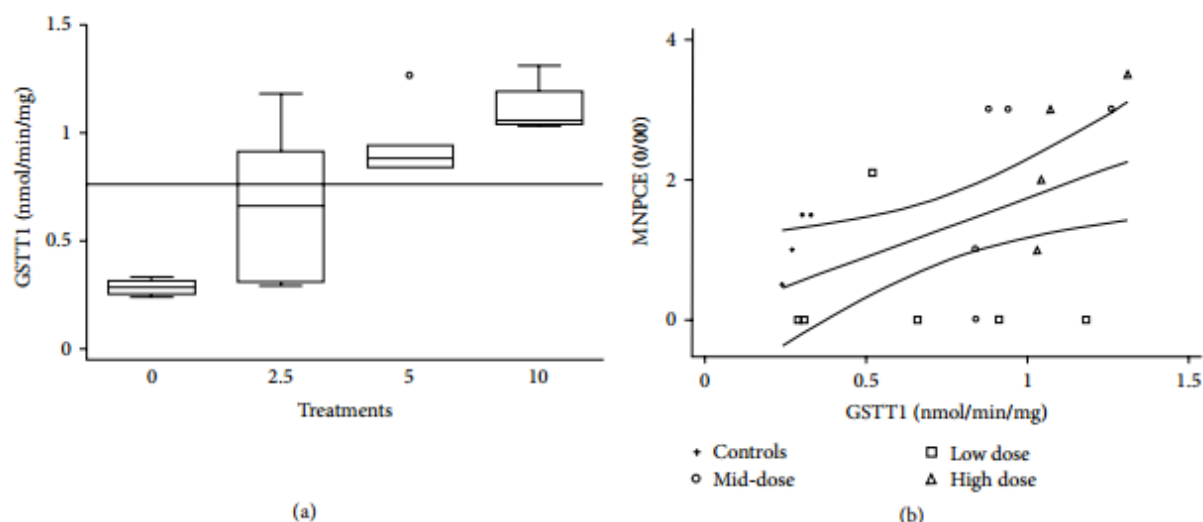 1.5
1
0.5
0
GSTT1 (nmol/min/mg)
0 2.5 5 10
Treatments
(a)
4
2
0
MNPCE (0/00)
0 0.5 1 1.5
GSTT1 (nmol/min/mg)
Controls Low dose
Mid-dose High dose
(b)